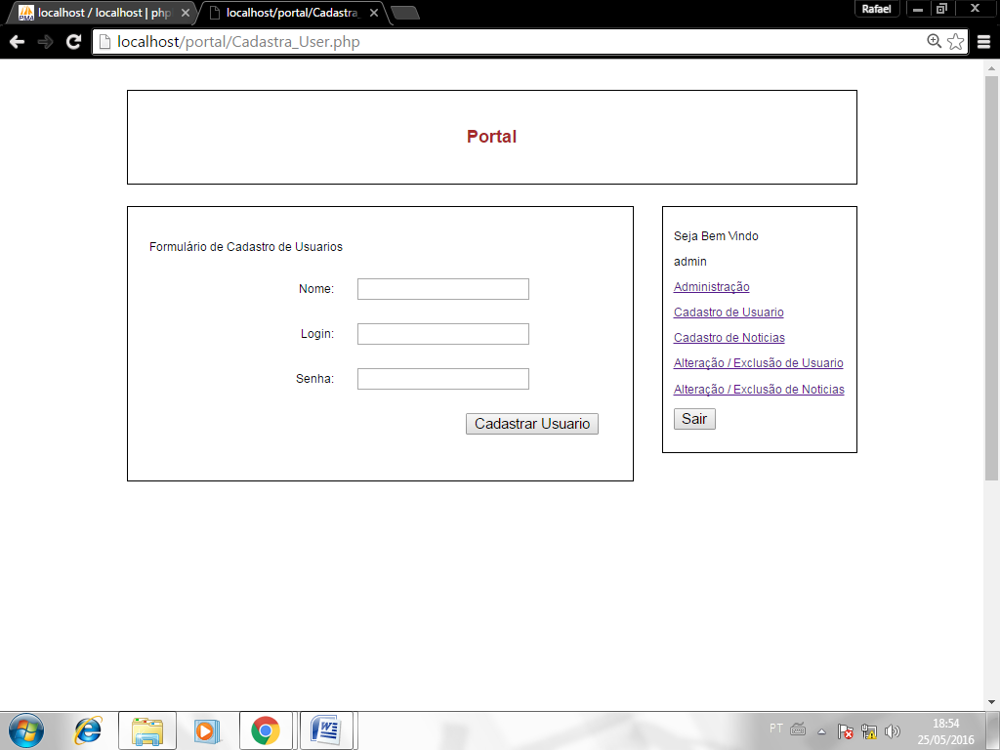 localhost / localhost | php
localhost/portal/Cadastra_
Rafael
localhost/portal/Cadastra_User.php
Portal
Formulário de Cadastro de Usuarios
Nome:
Login:
Senha:
Cadastrar Usuario
Seja Bem Vindo
admin
Administração
Cadastro de Usuario
Cadastro de Noticias
Alteração / Exclusão de Usuario
Alteração / Exclusão de Noticias
Sair
PT
18:54
25/05/2016